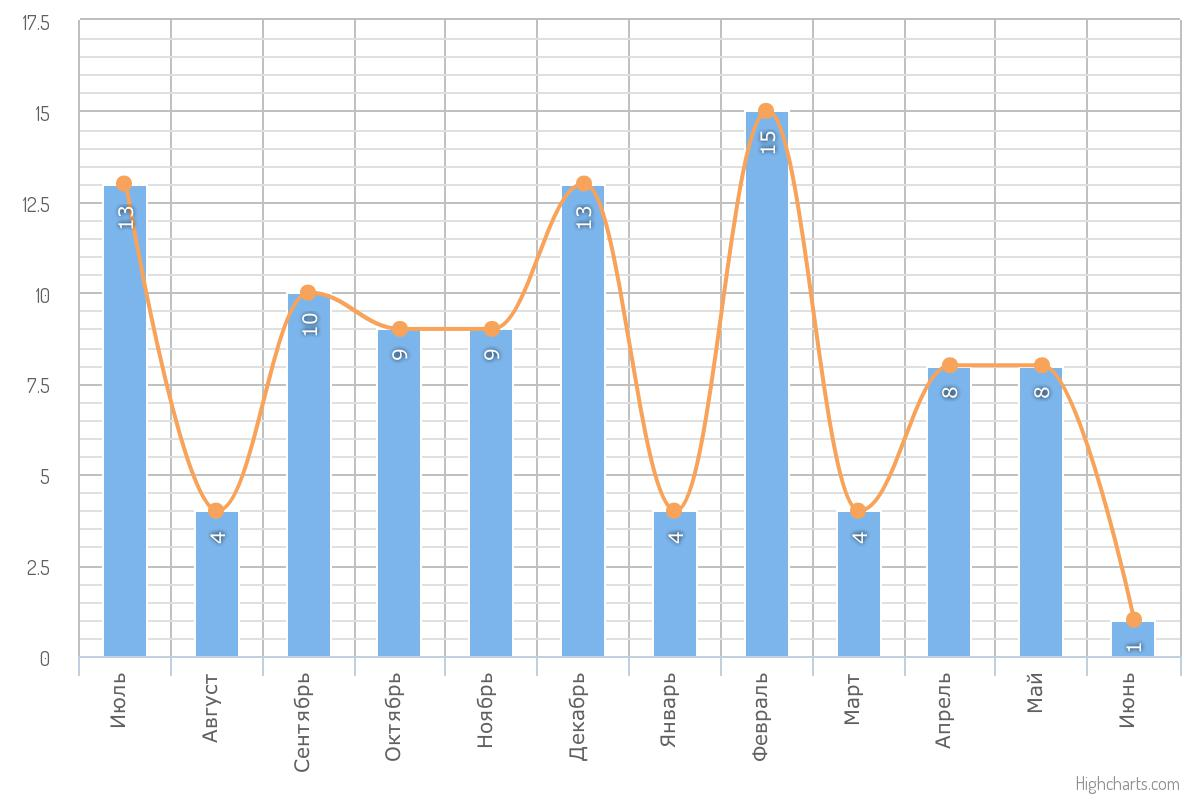 17.5
15
12.5
10
7.5
5
2.5
0
13
4
10
9
9
13
4
15
4
8
8
1
Июль
Август
Сентябрь
Октябрь
Ноябрь
Декабрь
Январь
Февраль
Март
Апрель
Май
Июнь
Highcharts.com